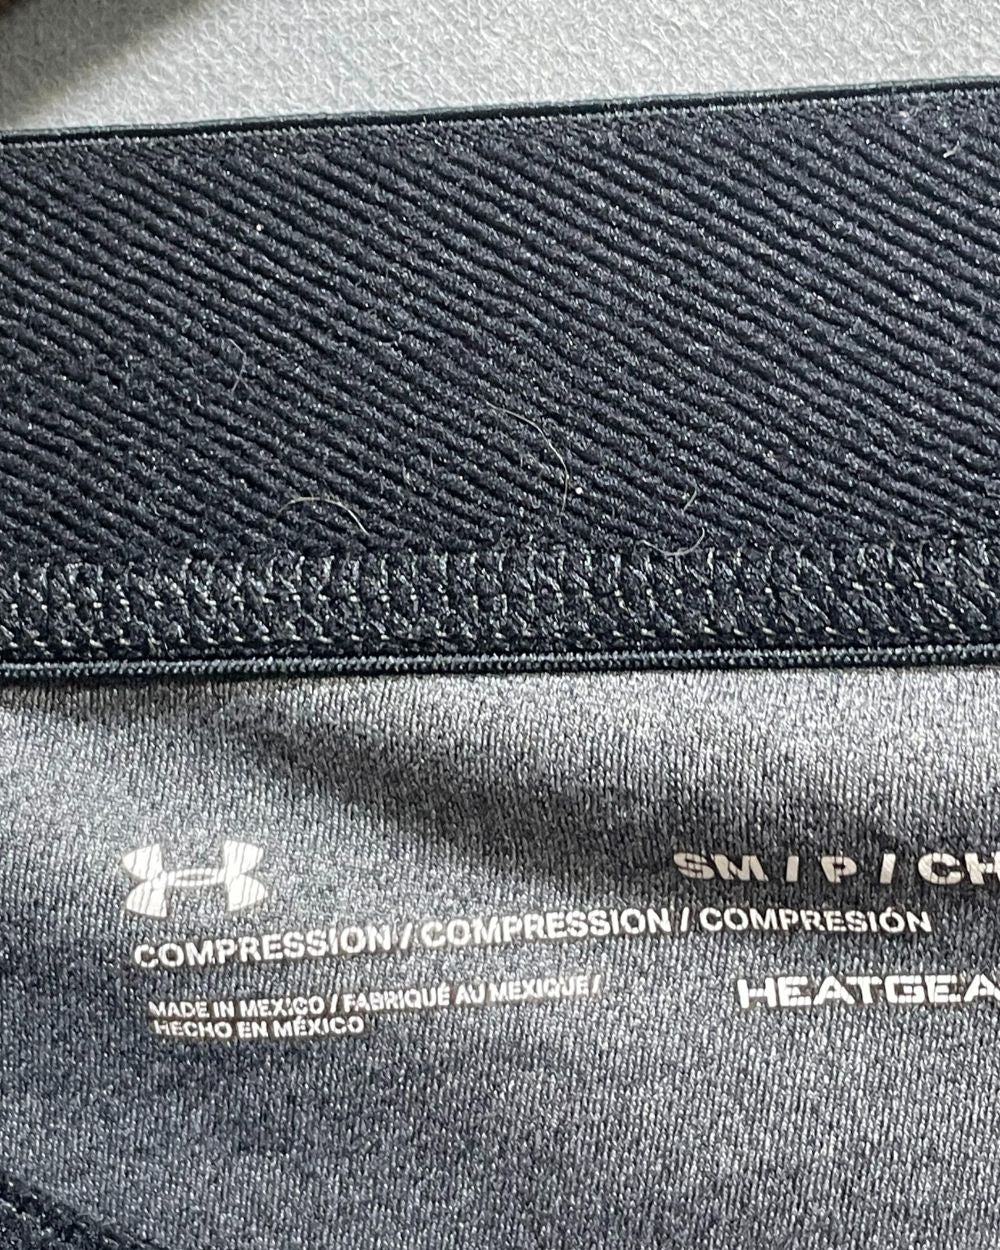 SM / P / CH
COMPRESSION / COMPRESSION / COMPRESIÓN
MADE IN MEXICO / FABRIQUÉ AU MEXIQUE /
HECHO EN MÉXICO
HEATGEA